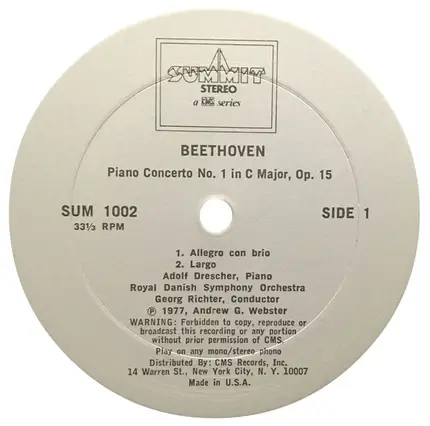 SUMMIT
STEREO
a CMS series
BEETHOVEN
Piano Concerto No. 1 in C Major, Op. 15
SUM 1002
33⅓ RPM
SIDE 1
1. Allegro con brio
2. Largo
Adolf Drescher, Piano
Royal Danish Symphony Orchestra
Georg Richter, Conductor
℗ 1977, Andrew G. Webster
WARNING: Forbidden to copy, reproduce or
broadcast this recording or any portion
without prior permission of CMS.
Play on any mono/stereo phono
Distributed By: CMS Records, Inc.
14 Warren Street, New York City, N. Y. 10007
Made in U.S.A.